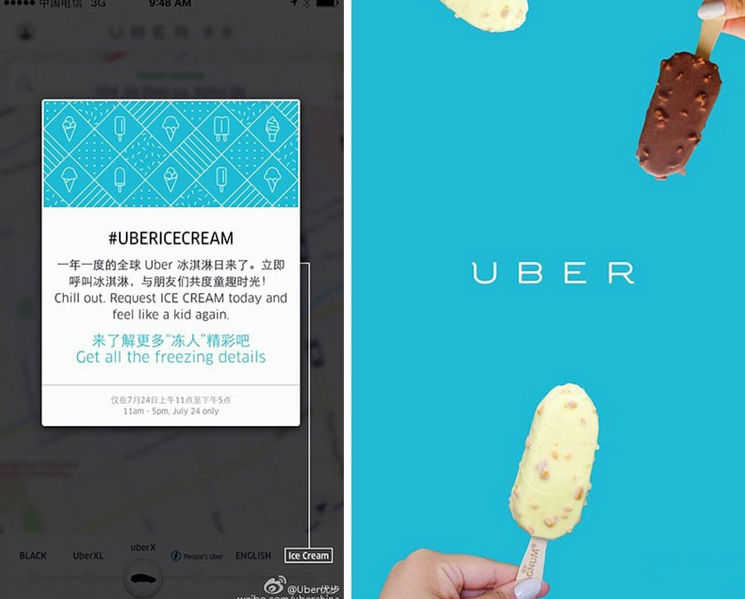 中国电信 3G 9:48 AM
UBER
#UBERICECREAM
一年一度的全球 Uber 冰淇淋日来了。立即
呼叫冰淇淋，与朋友们共度童趣时光！
Chill out. Request ICE CREAM today and
feel like a kid again.
来了解更多“冻人”精彩吧
Get all the freezing details
仅在7月24日上午11点至下午5点
11am - 5pm, July 24 only
BLACK UberXL uberX People's Uber ENGLISH Ice Cream
@Uber优步
weibo.com/uberchina
UBER